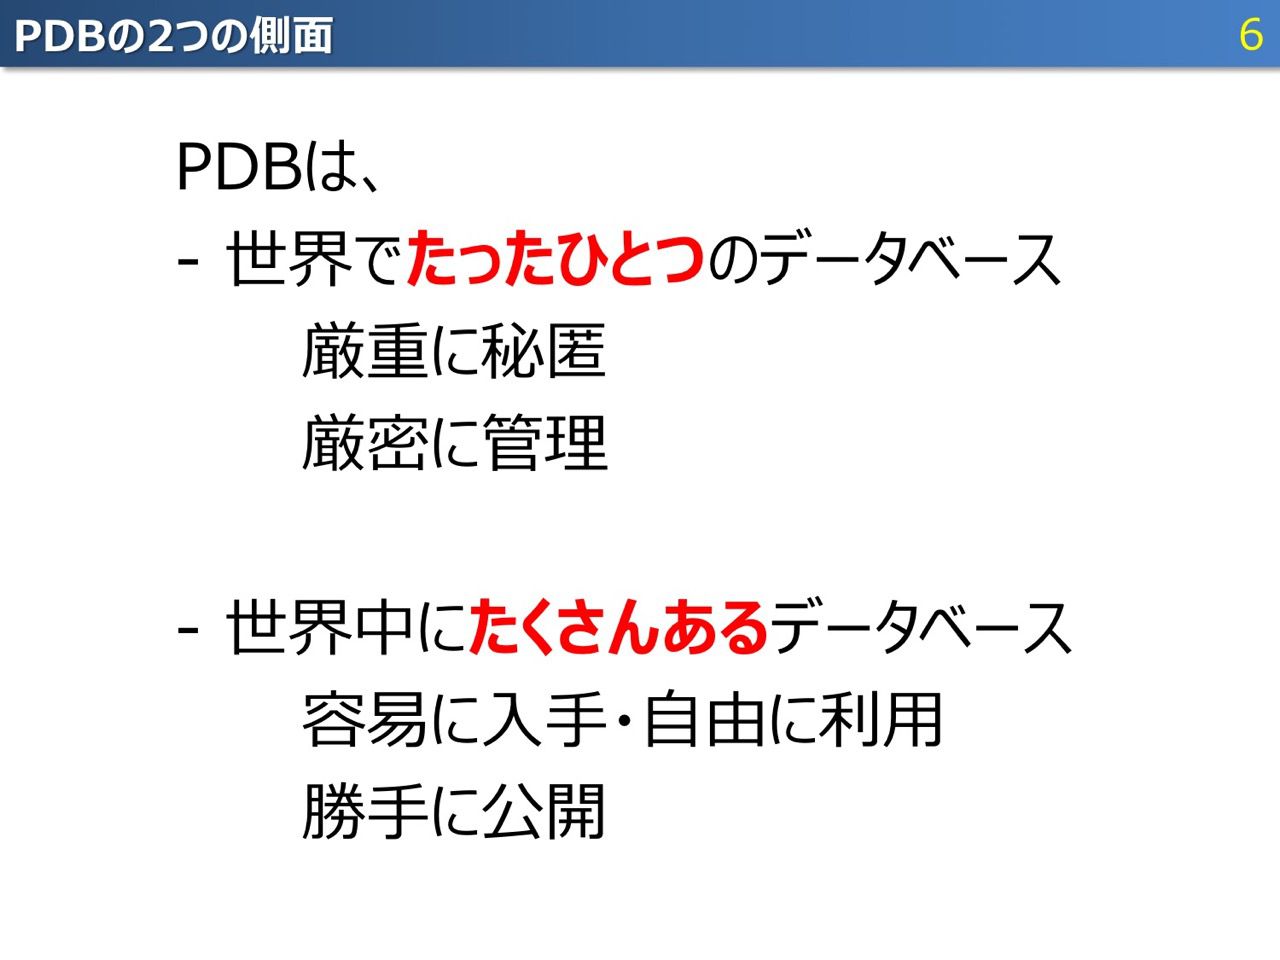 PDBの2つの側面
6
PDBは、
- 世界でたったひとつのデータベース
厳重に秘匿
厳密に管理
- 世界中にたくさんあるデータベース
容易に入手・自由に利用
勝手に公開